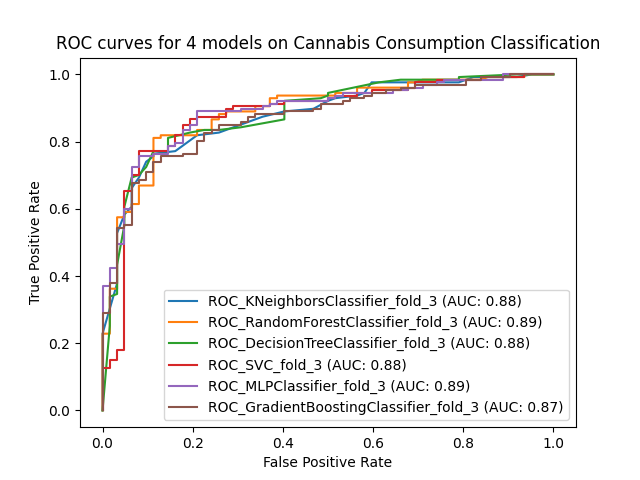 ROC curves for 4 models on Cannabis Consumption Classification
1.0
0.8
0.6
0.4
0.2
0.0
True Positive Rate
ROC_KNeighborsClassifier_fold_3 (AUC: 0.88)
ROC_RandomForestClassifier_fold_3 (AUC: 0.89)
ROC_DecisionTreeClassifier_fold_3 (AUC: 0.88)
ROC_SVC_fold_3 (AUC: 0.88)
ROC_MLPClassifier_fold_3 (AUC: 0.89)
ROC_GradientBoostingClassifier_fold_3 (AUC: 0.87)
0.0 0.2 0.4 0.6 0.8 1.0
False Positive Rate